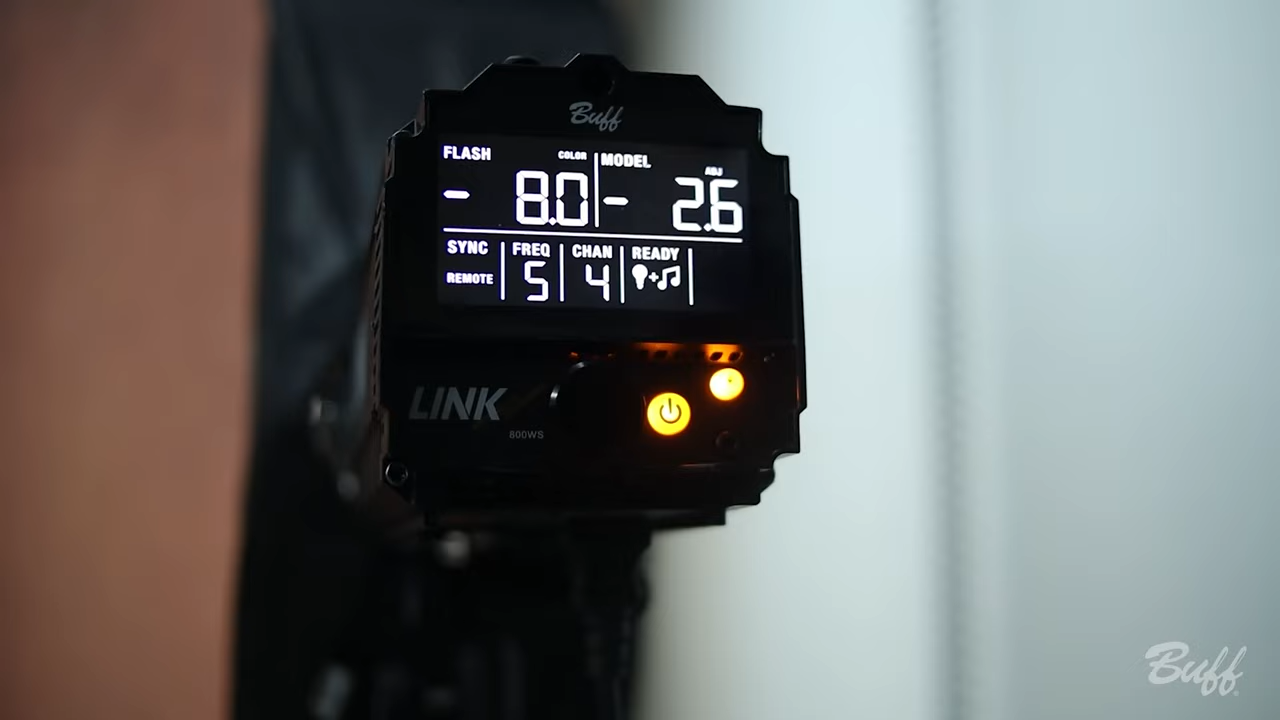 Buff
FLASH COLOR MODEL ADJ
- 8.0 - 2.6
SYNC FREQ CHAN READY
REMOTE 5 4
LINK
800WS
Buff